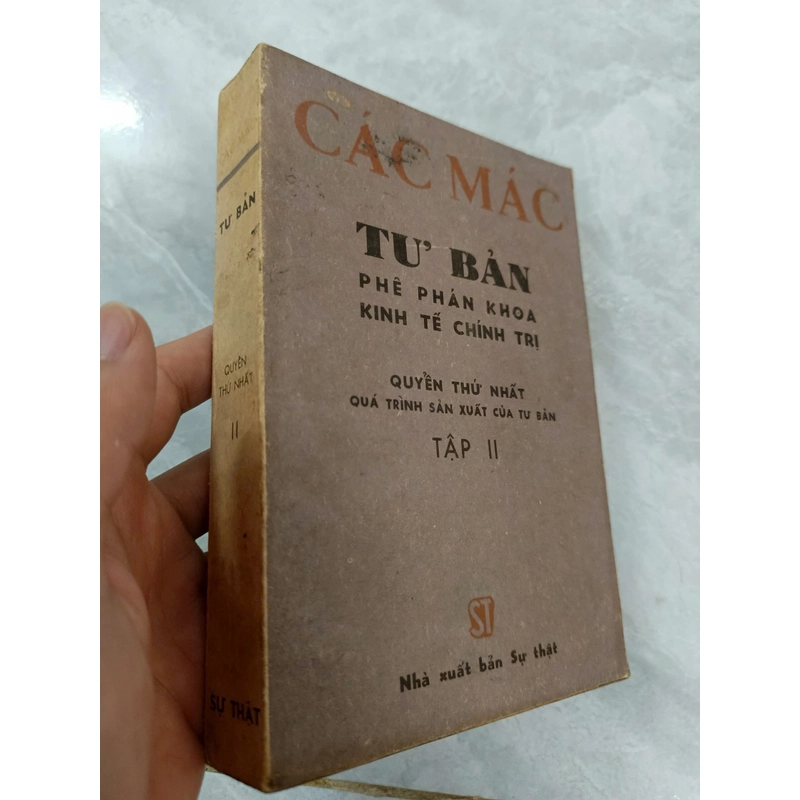 CÁC MÁC
TƯ BẢN
PHÊ PHÁN KHOA
KINH TẾ CHÍNH TRỊ
QUYỂN THỨ NHẤT
QUÁ TRÌNH SẢN XUẤT CỦA TƯ BẢN
TẬP II
ST
Nhà xuất bản Sự thật
TƯ BẢN
QUYỂN
THỨ NHẤT
II
SỰ THẬT